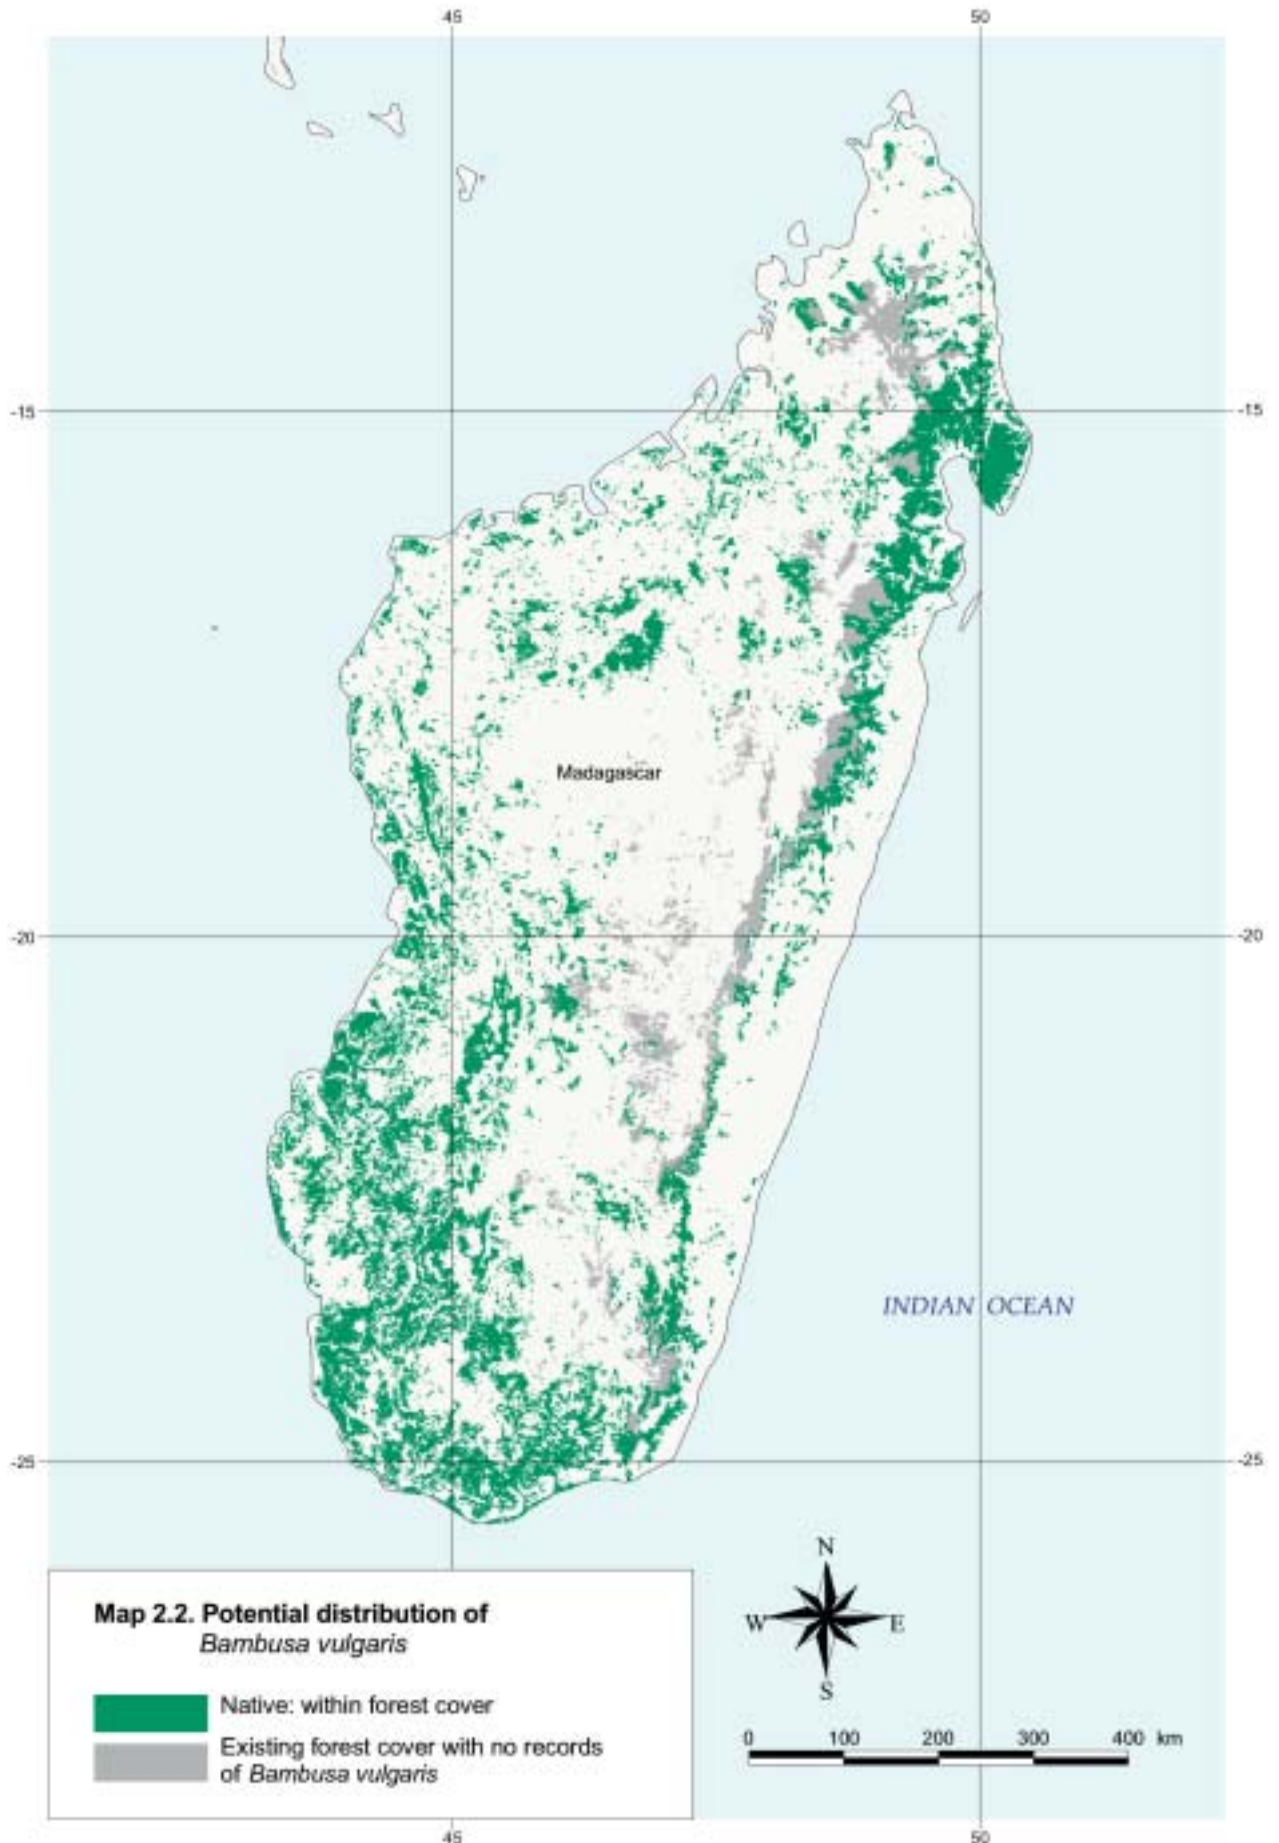 45 50
-15 -15
Madagascar
-20 -20
INDIAN OCEAN
-25 -25
N
W E
S
Map 2.2. Potential distribution of
Bambusa vulgaris
Native: within forest cover
Existing forest cover with no records
of Bambusa vulgaris
0 100 200 300 400 km
45 50